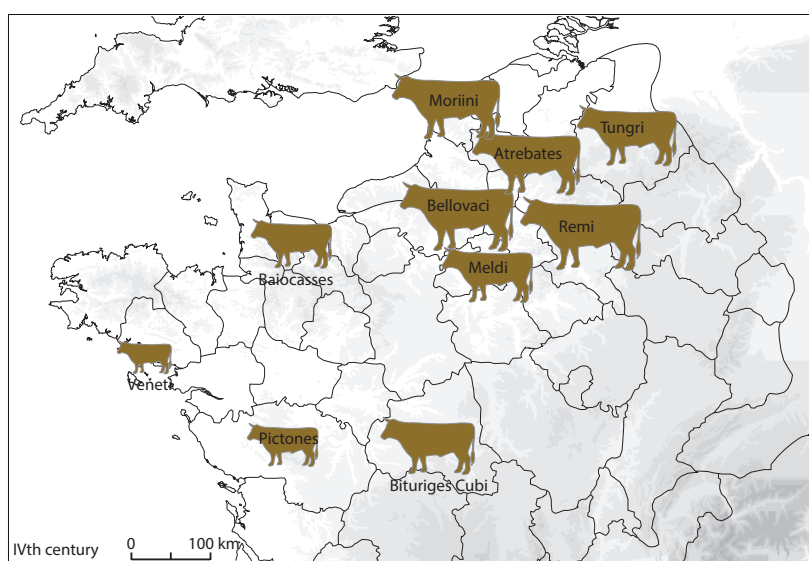 Moriini
Tungri
Atrebates
Bellovaci
Remi
Meldi
Baiocasses
Veneti
Pictones
Bituriges Cubi
IVth century
0 100 km